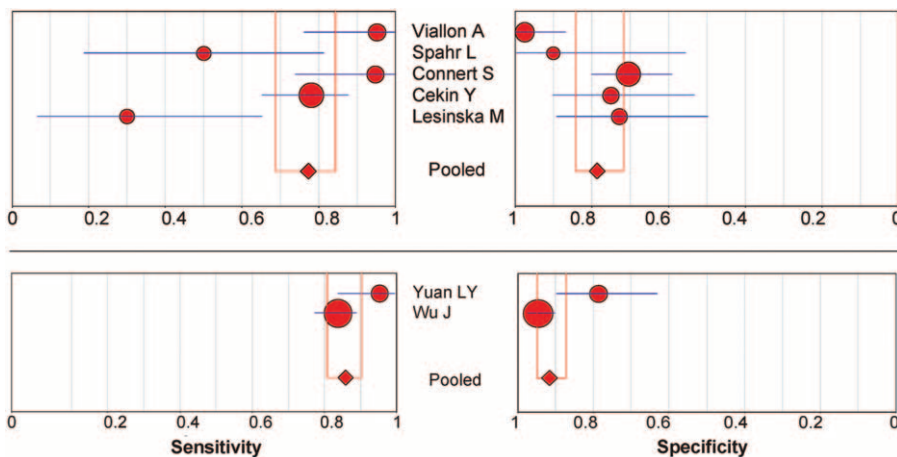 Viallon A
Spahr L
Connert S
Cekin Y
Lesinska M
Pooled
0 0.2 0.4 0.6 0.8 1
1 0.8 0.6 0.4 0.2 0
Yuan LY
Wu J
Pooled
0 0.2 0.4 0.6 0.8 1
1 0.8 0.6 0.4 0.2 0
Sensitivity Specificity